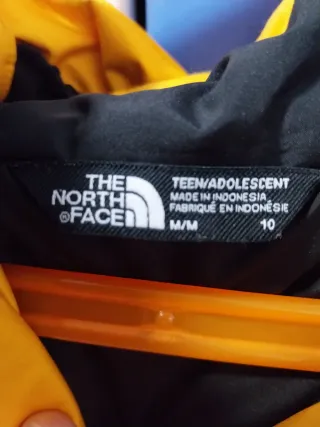 THE
NORTH
FACE®
TEEN/ADOLESCENT
MADE IN INDONESIA
FABRIQUÉ EN INDONÉSIE
M/M 10